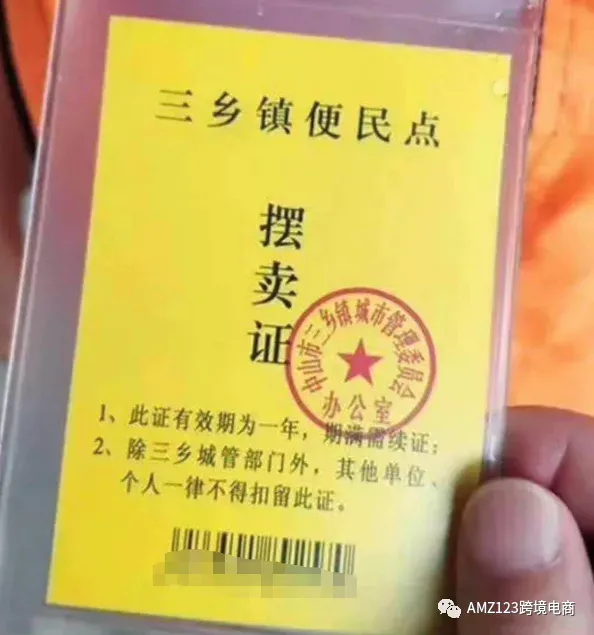 三乡镇便民点
摆
卖
证
中山市三乡镇城市管理委员会
办公室
1、此证有效期为一年，期满需续证；
2、除三乡城管部门外，其他单位、
个人一律不得扣留此证。
AMZ123跨境电商